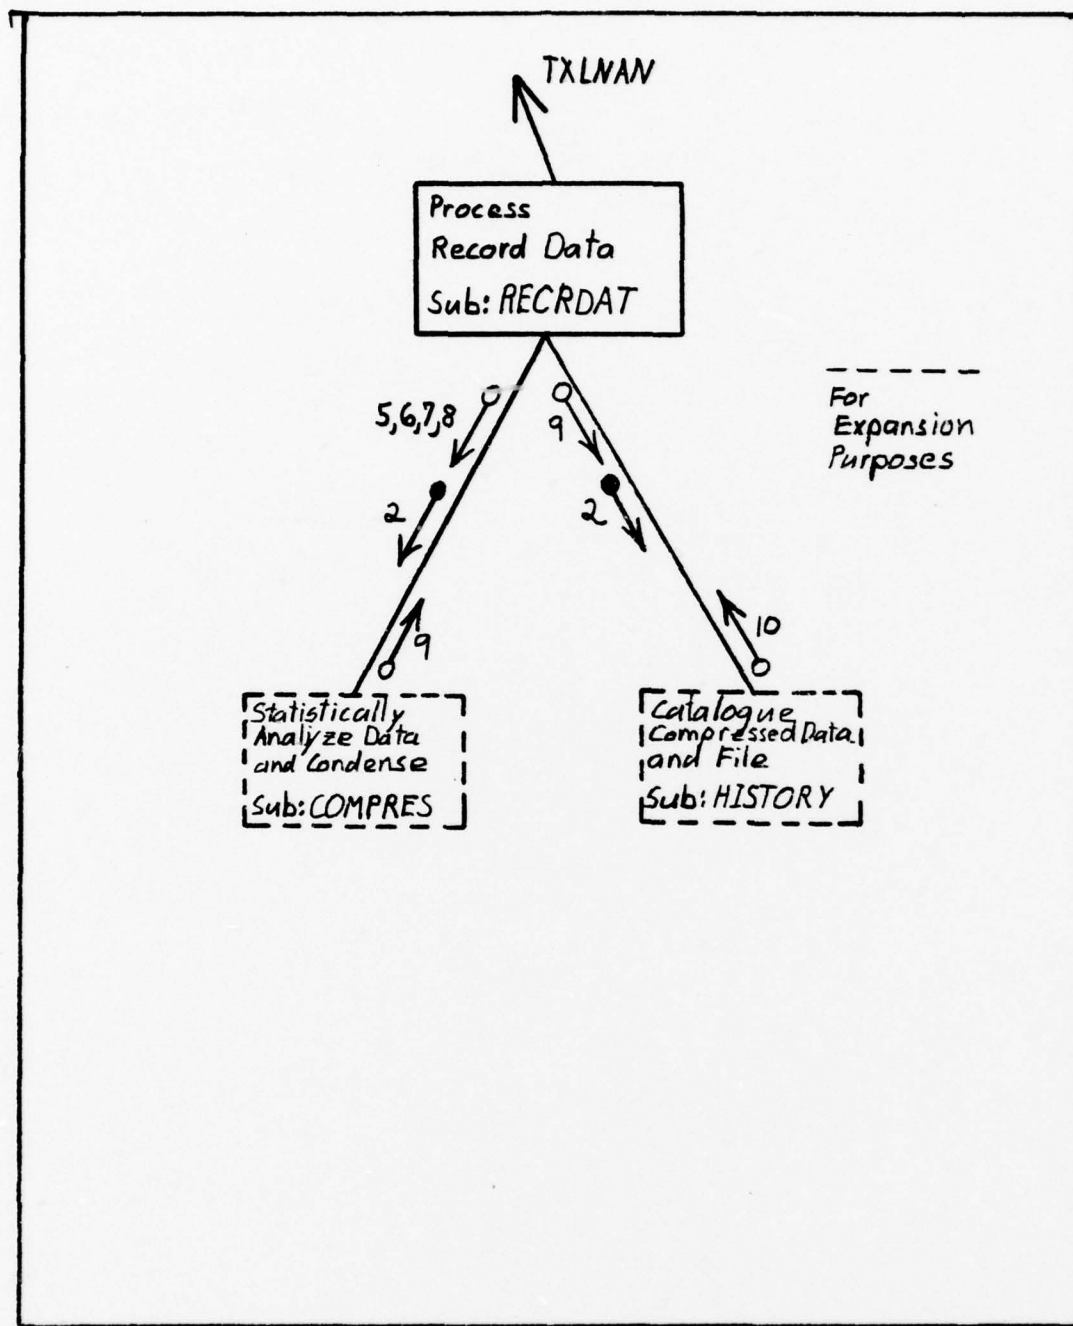 TXLNAN
Process
Record Data
Sub: RECRDAT
For
Expansion
Purposes
5,6,7,8
9
2
2
9
10
Statistically
Analyze Data
and Condense
Sub: COMPRES
Catalogue
Compressed Data
and File
Sub: HISTORY